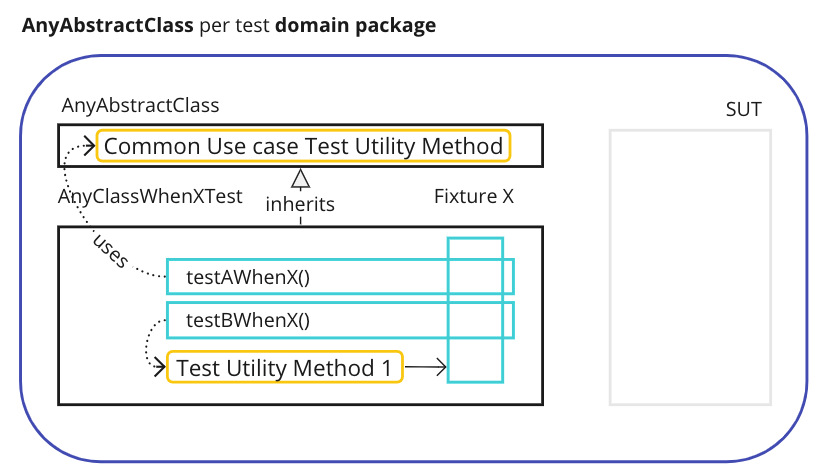 AnyAbstractClass per test domain package
AnyAbstractClass
SUT
Common Use case Test Utility Method
AnyClassWhenXTest
inherits
Fixture X
uses
testAWhenX()
testBWhenX()
Test Utility Method 1